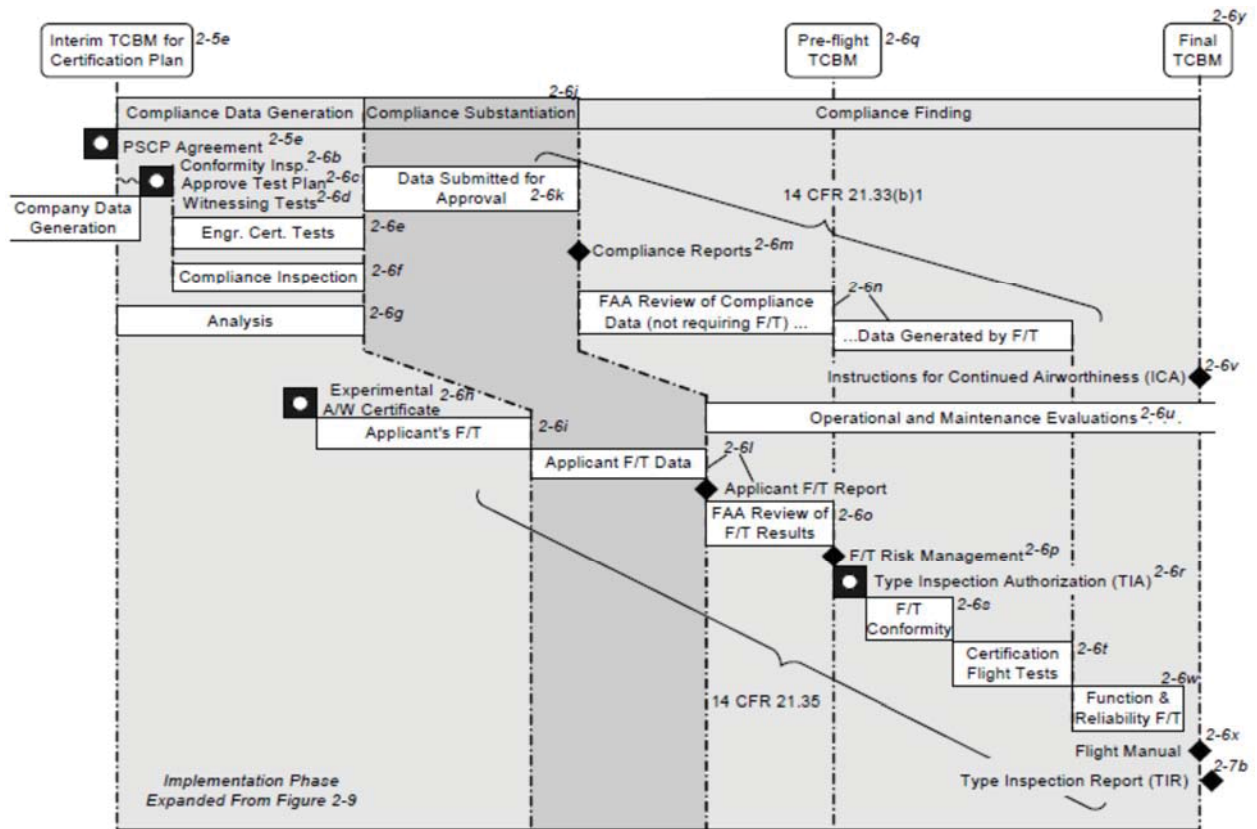 2-6y
Interim TCBM for
Certification Plan
2-5e
Pre-flight
TCBM
2-6q
Final
TCBM
2-6j
Compliance Data Generation
Compliance Substantiation
Compliance Finding
PSCP Agreement 2-5e
Conformity Insp. 2-6b
Approve Test Plan 2-6c
Witnessing Tests 2-6d
Company Data
Generation
Data Submitted for
Approval 2-6k
14 CFR 21.33(b)1
Engr. Cert. Tests 2-6e
Compliance Reports 2-6m
Compliance Inspection 2-6f
2-6n
FAA Review of Compliance
Data (not requiring F/T) ...
Analysis 2-6g
...Data Generated by F/T
2-6v
Instructions for Continued Airworthiness (ICA)
Experimental 2-6h
A/W Certificate
Operational and Maintenance Evaluations 2-6u . .
Applicant's F/T 2-6i
2-6l
Applicant F/T Data
Applicant F/T Report
FAA Review of
F/T Results
2-6o
F/T Risk Management 2-6p
Type Inspection Authorization (TIA) 2-6r
F/T
Conformity
2-6s
Certification
Flight Tests
2-6t
2-6w
Function &
Reliability F/T
14 CFR 21.35
2-6x
Flight Manual
2-7b
Type Inspection Report (TIR)
Implementation Phase
Expanded From Figure 2-9